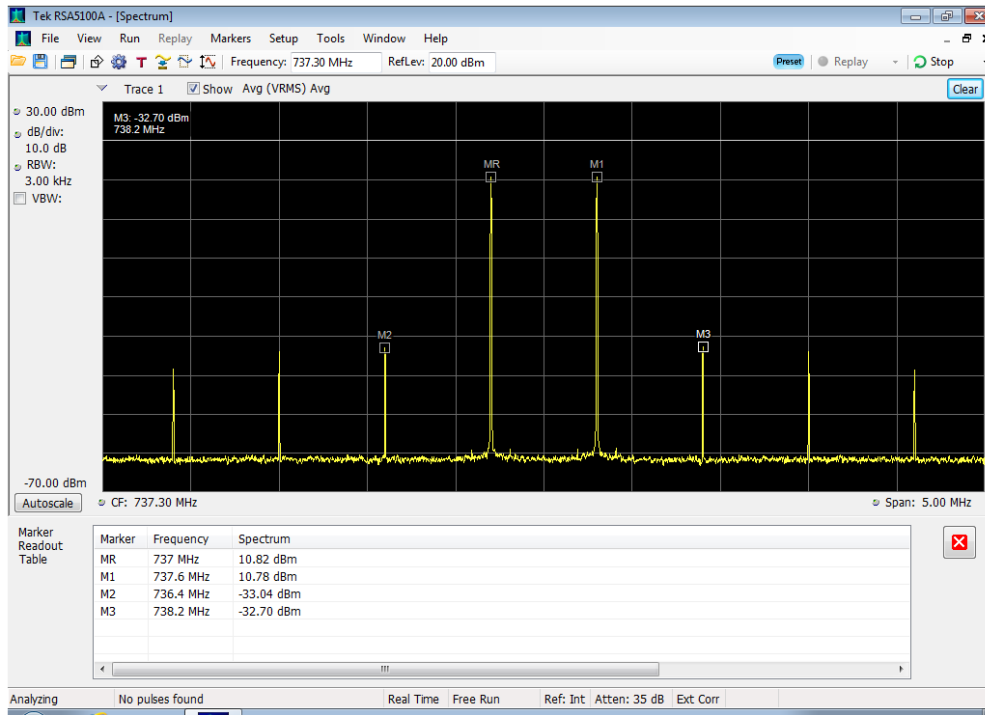 Tek RSA5100A - [Spectrum]
File View Run Replay Markers Setup Tools Window Help
T Frequency: 737.30 MHz RefLev: 20.00 dBm Preset Replay Stop
Trace 1 Show Avg (VRMS) Avg Clear
30.00 dBm
dB/div:
10.0 dB
RBW:
3.00 kHz
VBW:
M3: -32.70 dBm
738.2 MHz
MR M1
M2 M3
-70.00 dBm
Autoscale CF: 737.30 MHz Span: 5.00 MHz
Marker
Readout
Table
Marker Frequency Spectrum
MR 737 MHz 10.82 dBm
M1 737.6 MHz 10.78 dBm
M2 736.4 MHz -33.04 dBm
M3 738.2 MHz -32.70 dBm
Analyzing No pulses found Real Time Free Run Ref: Int Atten: 35 dB Ext Corr